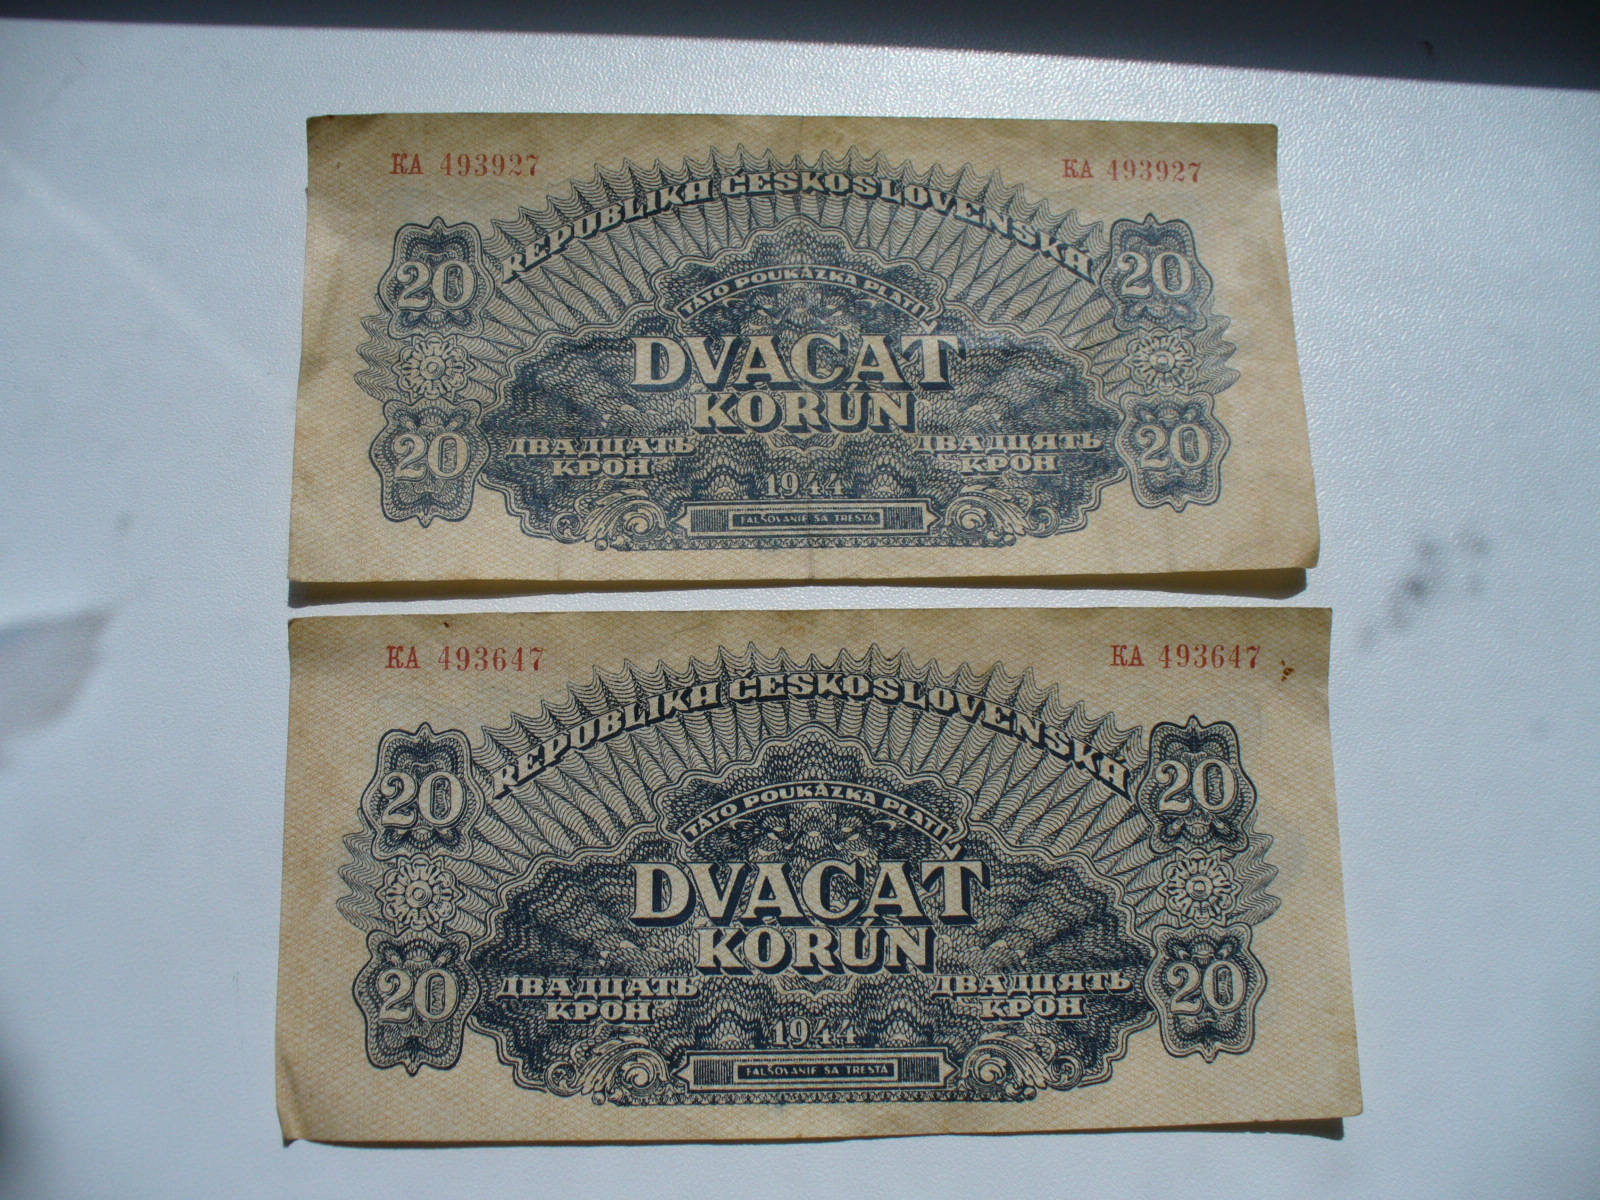 KA 493927 KA 493927
REPUBLIKA ČESKOSLOVENSKÁ
20 20
TÁTO POUKÁZKA PLATÍ
DVACAŤ
KORÚN
20 20
ДВАДЦАТЬ ДВАДЦЯТЬ
КРОН КРОН
1944
FALŠOVANIE SA TRESTÁ
KA 493647 KA 493647
REPUBLIKA ČESKOSLOVENSKÁ
20 20
TÁTO POUKÁZKA PLATÍ
DVACAŤ
KORÚN
20 20
ДВАДЦАТЬ ДВАДЦЯТЬ
КРОН КРОН
1944
FALŠOVANIE SA TRESTÁ